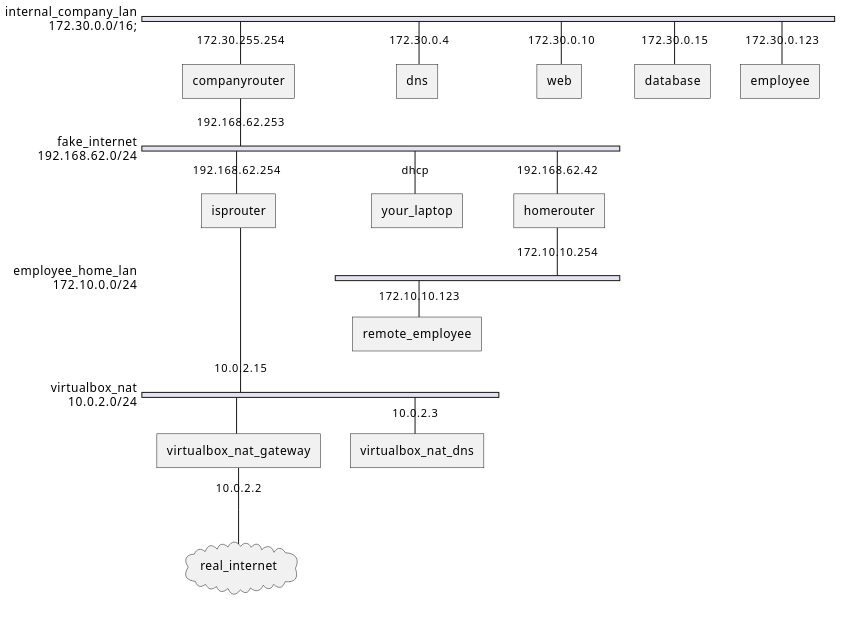 internal_company_lan
172.30.0.0/16;
172.30.255.254
172.30.0.4
172.30.0.10
172.30.0.15
172.30.0.123
companyrouter
dns
web
database
employee
192.168.62.253
fake_internet
192.168.62.0/24
192.168.62.254
dhcp
192.168.62.42
isprouter
your_laptop
homerouter
172.10.10.254
employee_home_lan
172.10.0.0/24
172.10.10.123
remote_employee
10.0.2.15
virtualbox_nat
10.0.2.0/24
10.0.2.3
virtualbox_nat_gateway
virtualbox_nat_dns
10.0.2.2
real_internet